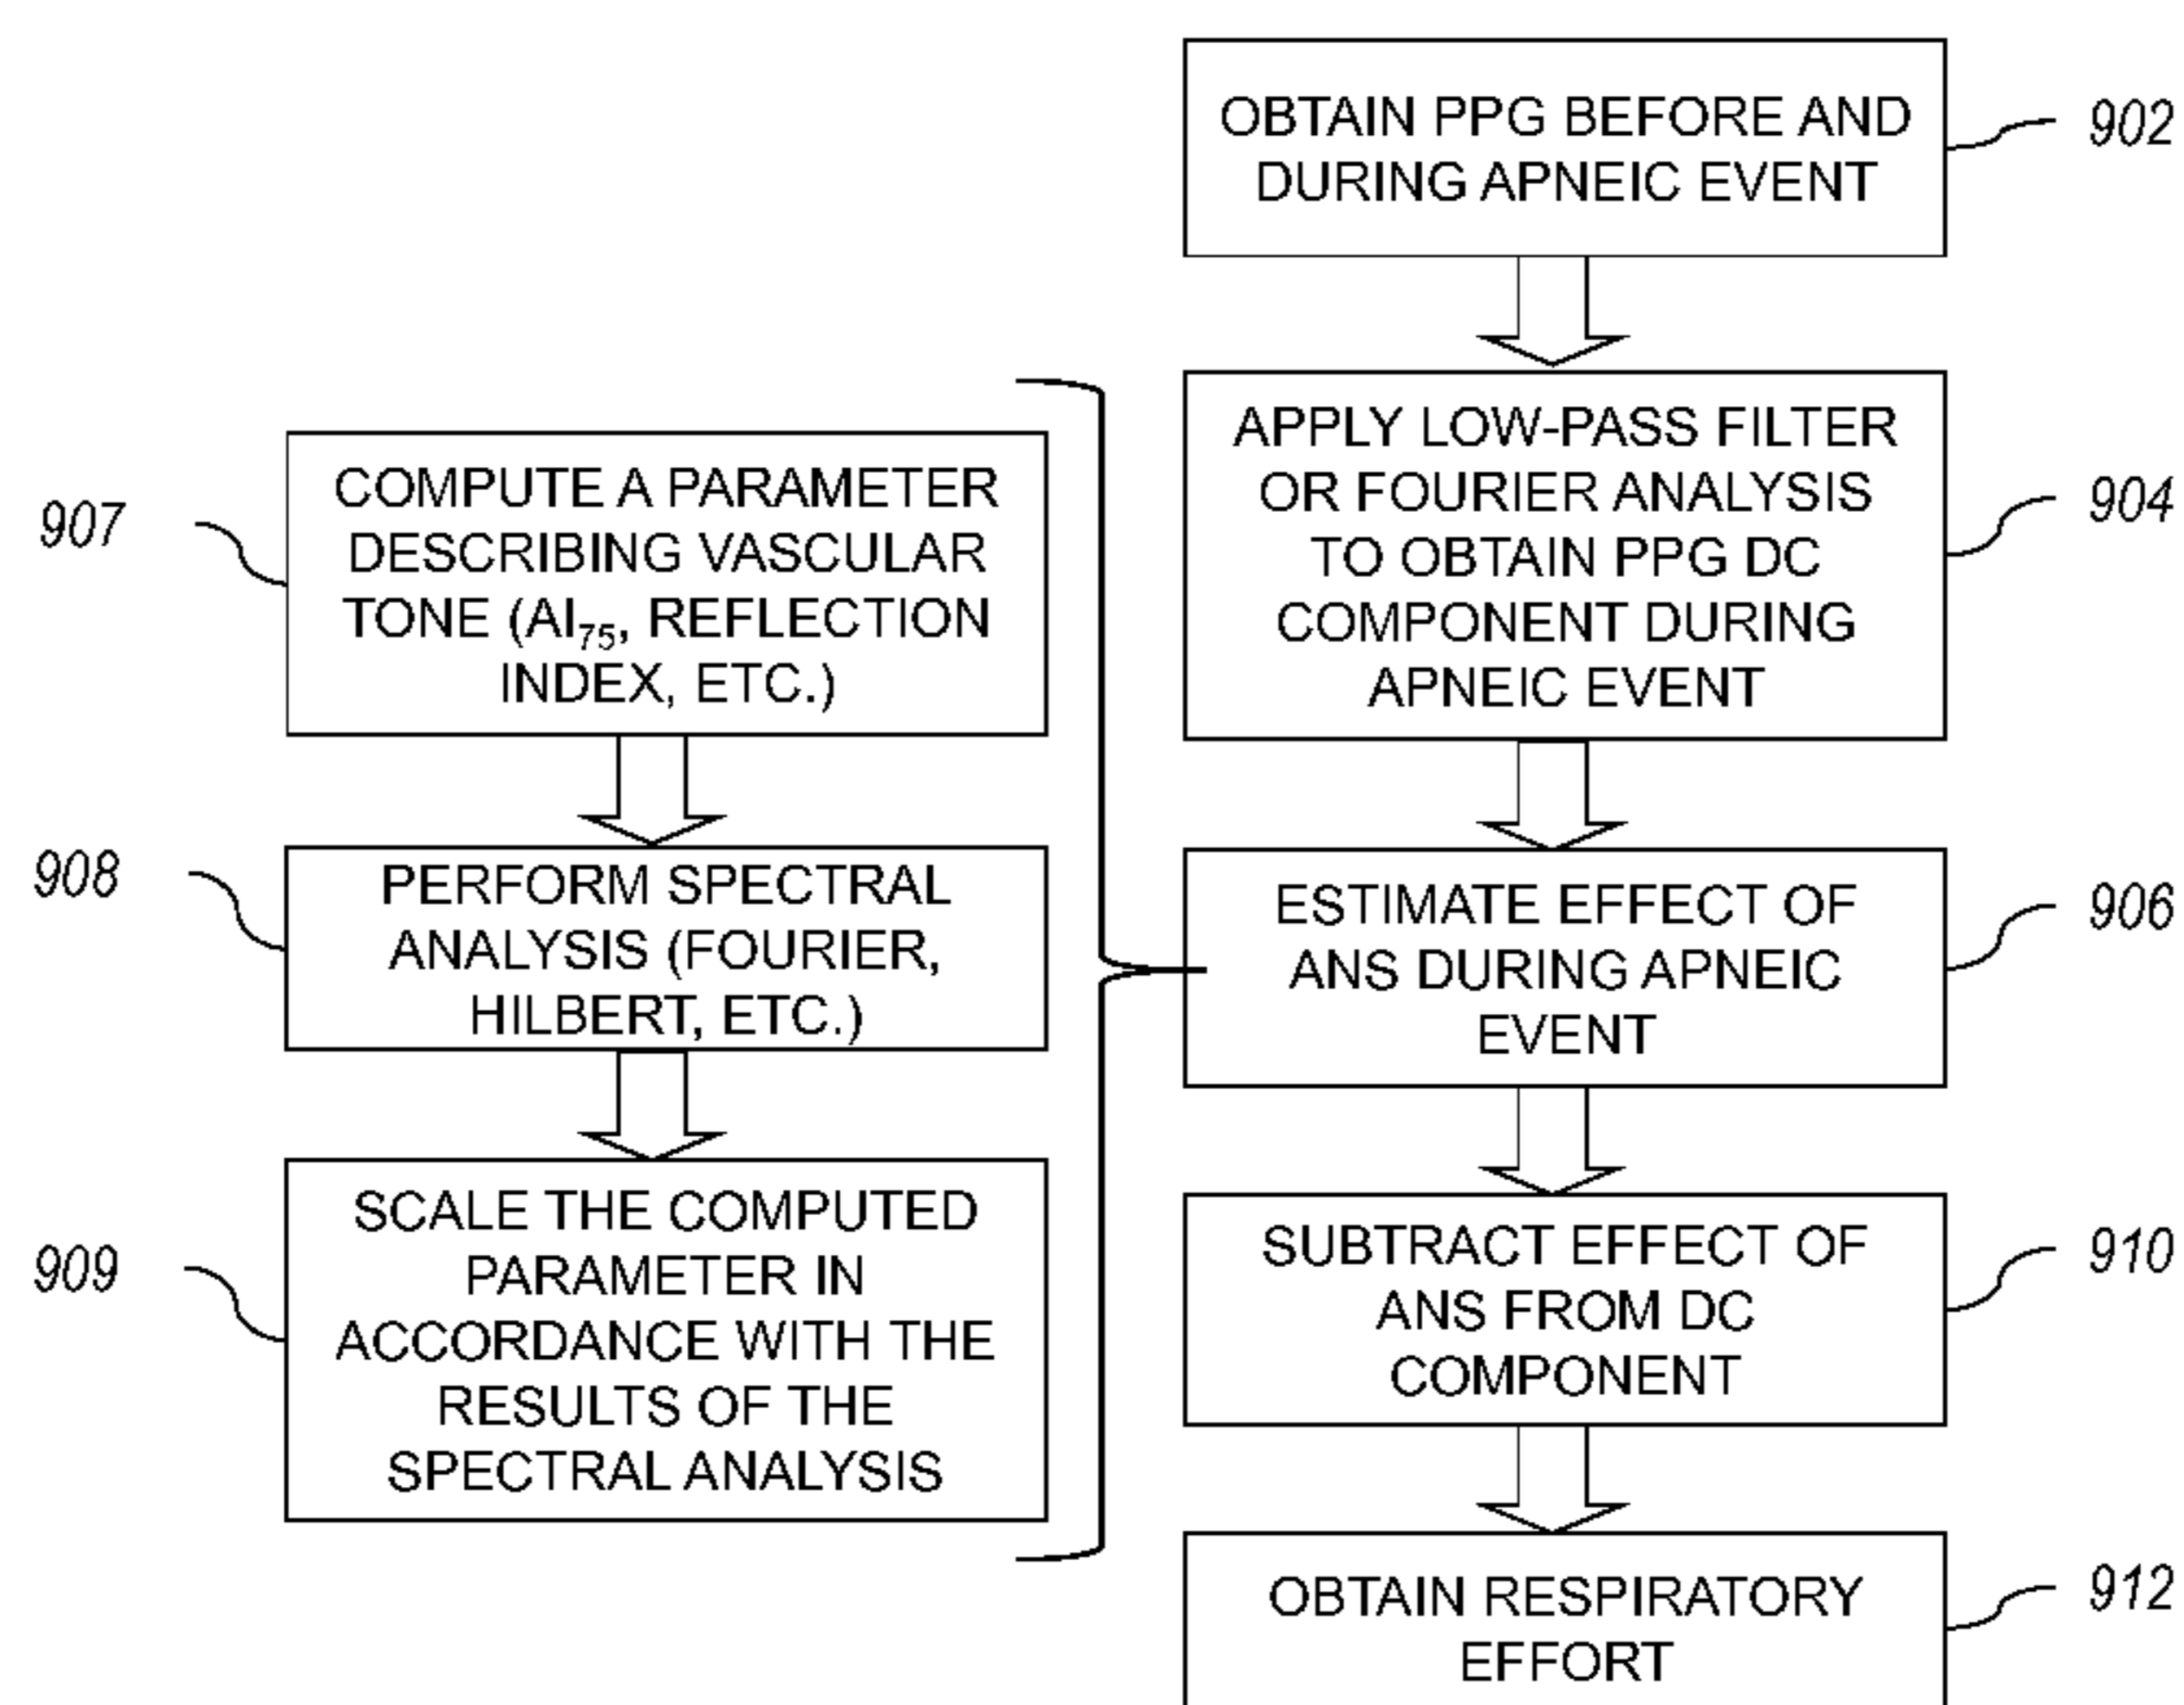 OBTAIN PPG BEFORE AND
DURING APNEIC EVENT
902
APPLY LOW-PASS FILTER
OR FOURIER ANALYSIS
TO OBTAIN PPG DC
COMPONENT DURING
APNEIC EVENT
904
ESTIMATE EFFECT OF
ANS DURING APNEIC
EVENT
906
907
COMPUTE A PARAMETER
DESCRIBING VASCULAR
TONE (AI75, REFLECTION
INDEX, ETC.)
908
PERFORM SPECTRAL
ANALYSIS (FOURIER,
HILBERT, ETC.)
909
SCALE THE COMPUTED
PARAMETER IN
ACCORDANCE WITH THE
RESULTS OF THE
SPECTRAL ANALYSIS
SUBTRACT EFFECT OF
ANS FROM DC
COMPONENT
910
OBTAIN RESPIRATORY
EFFORT
912